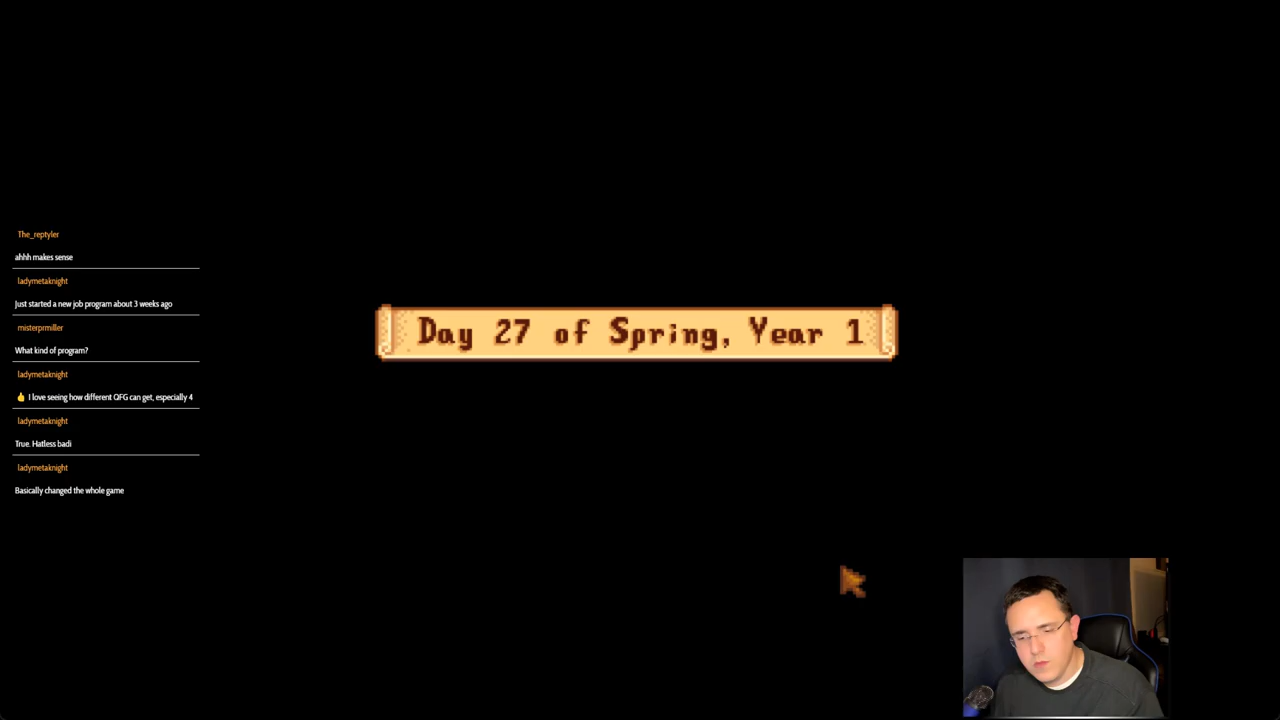 The_reptyler
ahhh makes sense
ladymetaknight
Just started a new job program about 3 weeks ago
misterprmiller
What kind of program?
ladymetaknight
👍 I love seeing how different QFG can get, especially 4
ladymetaknight
True. Hatless badi
ladymetaknight
Basically changed the whole game
Day 27 of Spring, Year 1